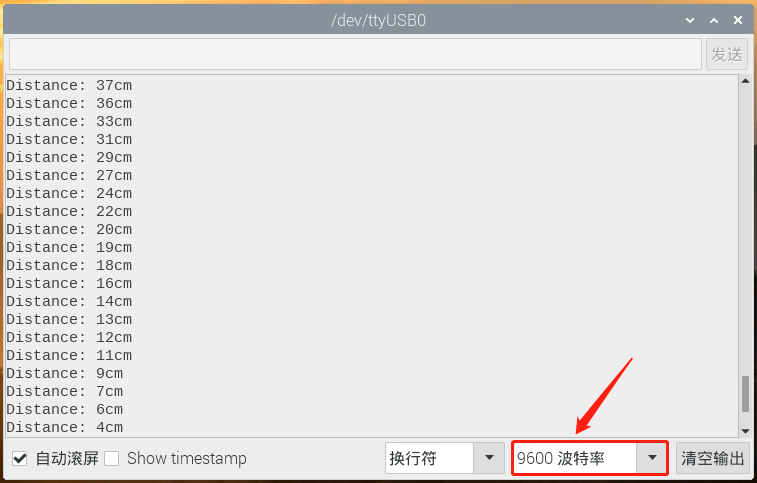 /dev/ttyUSB0
发送
Distance: 37cm
Distance: 36cm
Distance: 33cm
Distance: 31cm
Distance: 29cm
Distance: 27cm
Distance: 24cm
Distance: 22cm
Distance: 20cm
Distance: 19cm
Distance: 18cm
Distance: 16cm
Distance: 14cm
Distance: 13cm
Distance: 12cm
Distance: 11cm
Distance: 9cm
Distance: 7cm
Distance: 6cm
Distance: 4cm
自动滚屏 Show timestamp 换行符 9600 波特率 清空输出